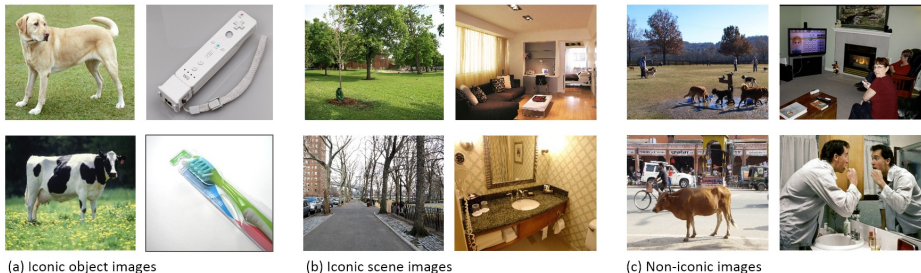 (a) Iconic object images
(b) Iconic scene images
(c) Non-iconic images